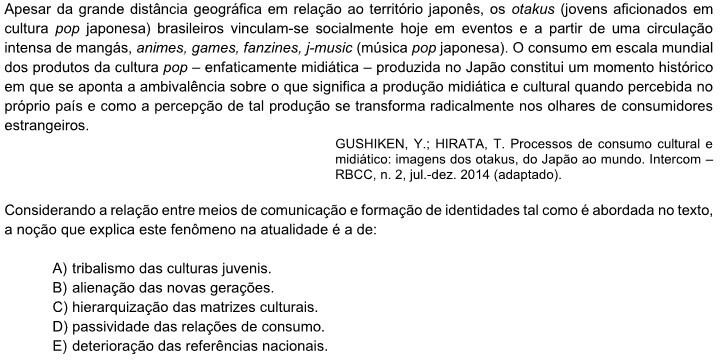 Apesar da grande distância geográfica em relação ao território japonês, os otakus (jovens aficionados em
cultura pop japonesa) brasileiros vinculam-se socialmente hoje em eventos e a partir de uma circulação
intensa de mangás, animes, games, fanzines, j-music (música pop japonesa). O consumo em escala mundial
dos produtos da cultura pop – enfaticamente midiática – produzida no Japão constitui um momento histórico
em que se aponta a ambivalência sobre o que significa a produção midiática e cultural quando percebida no
próprio país e como a percepção de tal produção se transforma radicalmente nos olhares de consumidores
estrangeiros.
GUSHIKEN, Y.; HIRATA, T. Processos de consumo cultural e
midiático: imagens dos otakus, do Japão ao mundo. Intercom –
RBCC, n. 2, jul.-dez. 2014 (adaptado).
Considerando a relação entre meios de comunicação e formação de identidades tal como é abordada no texto,
a noção que explica este fenômeno na atualidade é a de:
A) tribalismo das culturas juvenis.
B) alienação das novas gerações.
C) hierarquização das matrizes culturais.
D) passividade das relações de consumo.
E) deterioração das referências nacionais.